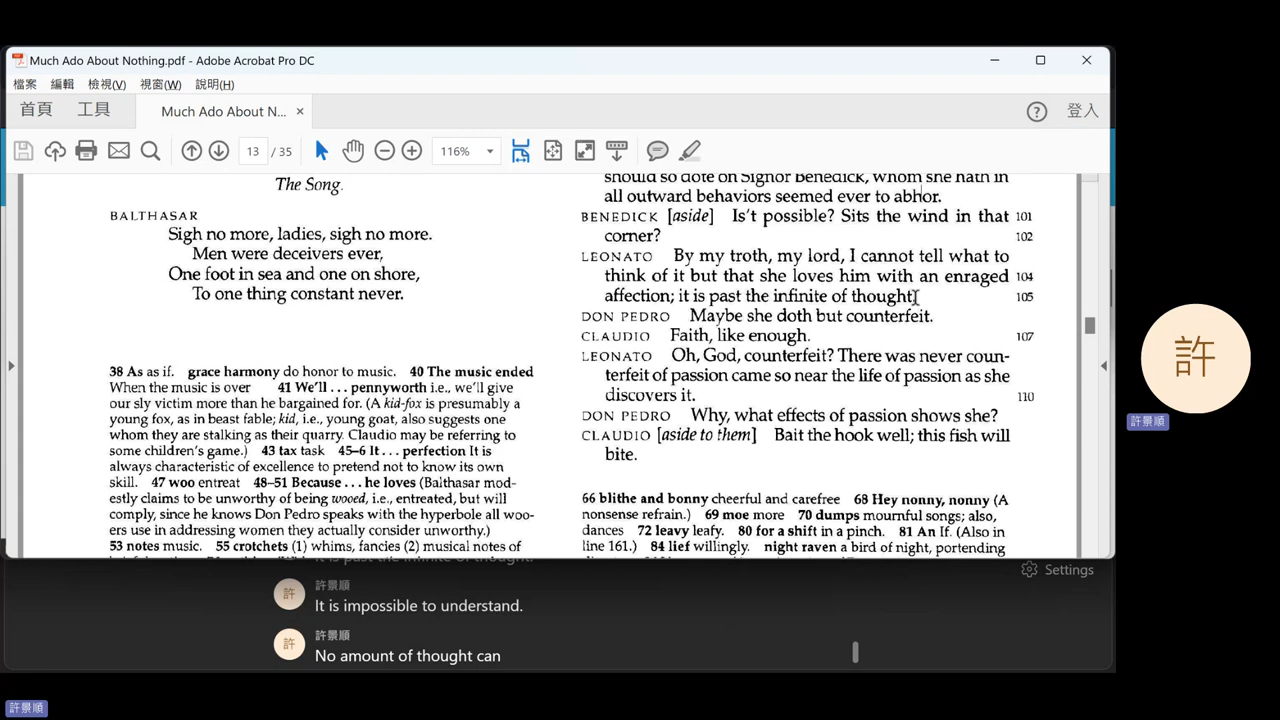 Much Ado About Nothing.pdf - Adobe Acrobat Pro DC
檔案 編輯 檢視(V) 視窗(W) 說明(H)
首頁 工具 Much Ado About N... × 登入
13 / 35 116%
The Song.
BALTHASAR
Sigh no more, ladies, sigh no more.
Men were deceivers ever,
One foot in sea and one on shore,
To one thing constant never.
38 As as if. grace harmony do honor to music. 40 The music ended
When the music is over 41 We'll . . . pennyworth i.e., we'll give
our sly victim more than he bargained for. (A kid-fox is presumably a
young fox, as in beast fable; kid, i.e., young goat, also suggests one
whom they are stalking as their quarry. Claudio may be referring to
some children's game.) 43 tax task 45–6 It . . . perfection It is
always characteristic of excellence to pretend not to know its own
skill. 47 woo entreat 48–51 Because . . . he loves (Balthasar mod-
estly claims to be unworthy of being wooed, i.e., entreated, but will
comply, since he knows Don Pedro speaks with the hyperbole all woo-
ers use in addressing women they actually consider unworthy.)
53 notes music. 55 crotchets (1) whims, fancies (2) musical notes of
should so dote on Signor Benedick, whom she hath in
all outward behaviors seemed ever to abhor.
BENEDICK [aside] Is't possible? Sits the wind in that 101
corner? 102
LEONATO By my troth, my lord, I cannot tell what to
think of it but that she loves him with an enraged 104
affection; it is past the infinite of thought. 105
DON PEDRO Maybe she doth but counterfeit.
CLAUDIO Faith, like enough. 107
LEONATO Oh, God, counterfeit? There was never coun-
terfeit of passion came so near the life of passion as she
discovers it. 110
DON PEDRO Why, what effects of passion shows she?
CLAUDIO [aside to them] Bait the hook well; this fish will
bite.
66 blithe and bonny cheerful and carefree 68 Hey nonny, nonny (A
nonsense refrain.) 69 moe more 70 dumps mournful songs; also,
dances 72 leavy leafy. 80 for a shift in a pinch. 81 An If. (Also in
line 161.) 84 lief willingly. night raven a bird of night, portending
it is past the infinite of thought.
Settings
許 許景順
It is impossible to understand.
許 許景順
No amount of thought can
許
許景順
許景順